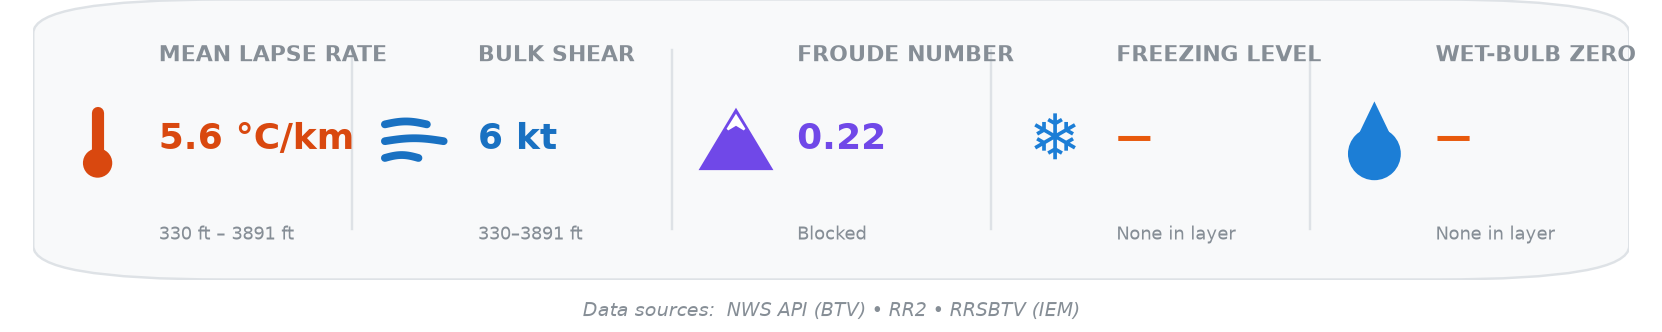 MEAN LAPSE RATE
5.6 °C/km
330 ft – 3891 ft
BULK SHEAR
6 kt
330–3891 ft
FROUDE NUMBER
0.22
Blocked
FREEZING LEVEL
—
None in layer
WET-BULB ZERO
—
None in layer
Data sources:  NWS API (BTV) • RR2 • RRSBTV (IEM)